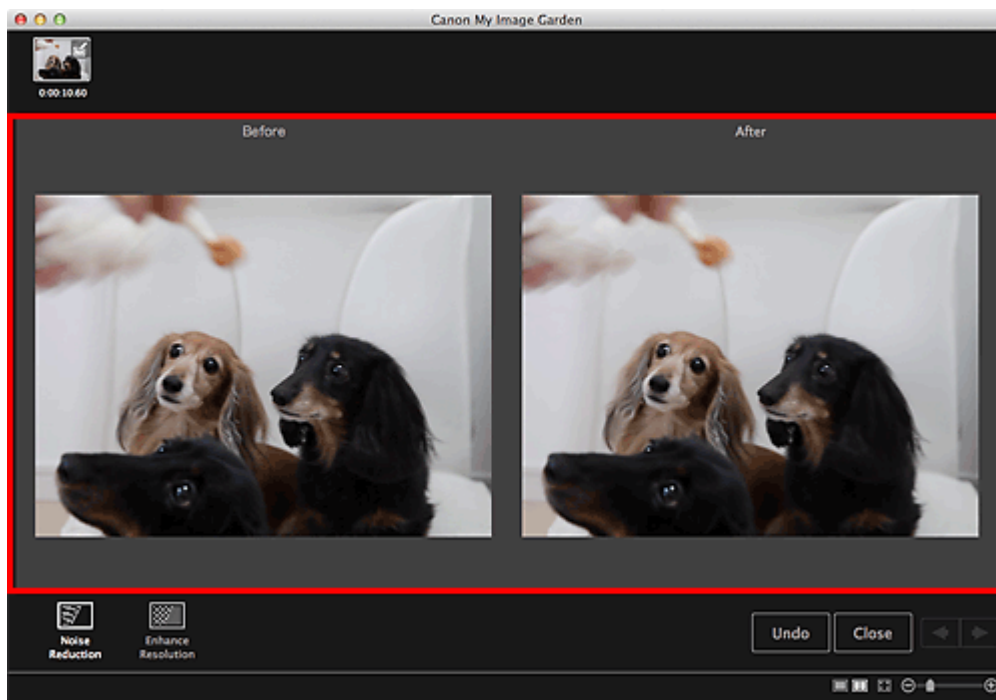 Canon My Image Garden
0:00:10.60
Before
After
Noise
Reduction
Enhance
Resolution
Undo
Close